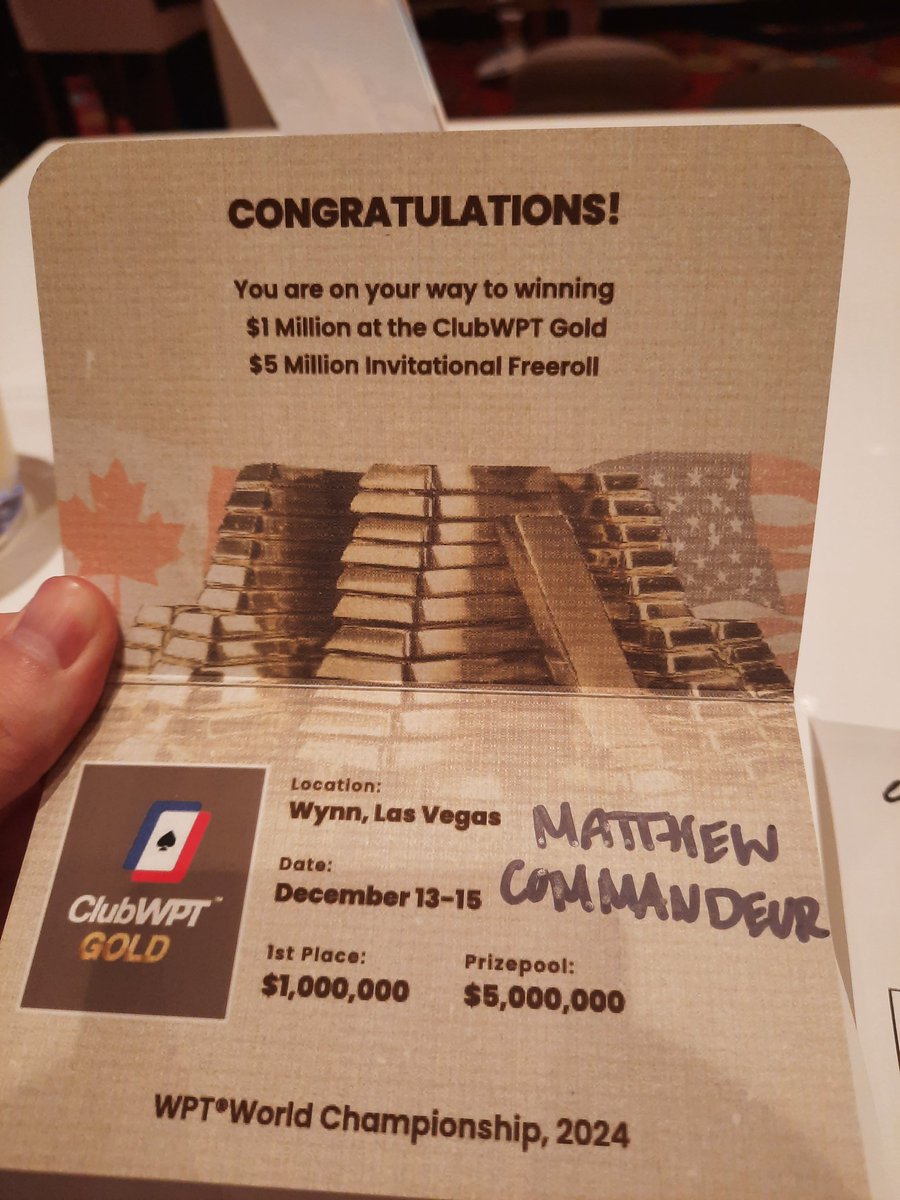 CONGRATULATIONS!
You are on your way to winning
$1 Million at the ClubWPT Gold
$5 Million Invitational Freeroll
ClubWPT™
GOLD
Location:
Wynn, Las Vegas
Date:
December 13-15
MATTHEW
COMMANDEUR
1st Place:
$1,000,000
Prizepool:
$5,000,000
WPT®World Championship, 2024